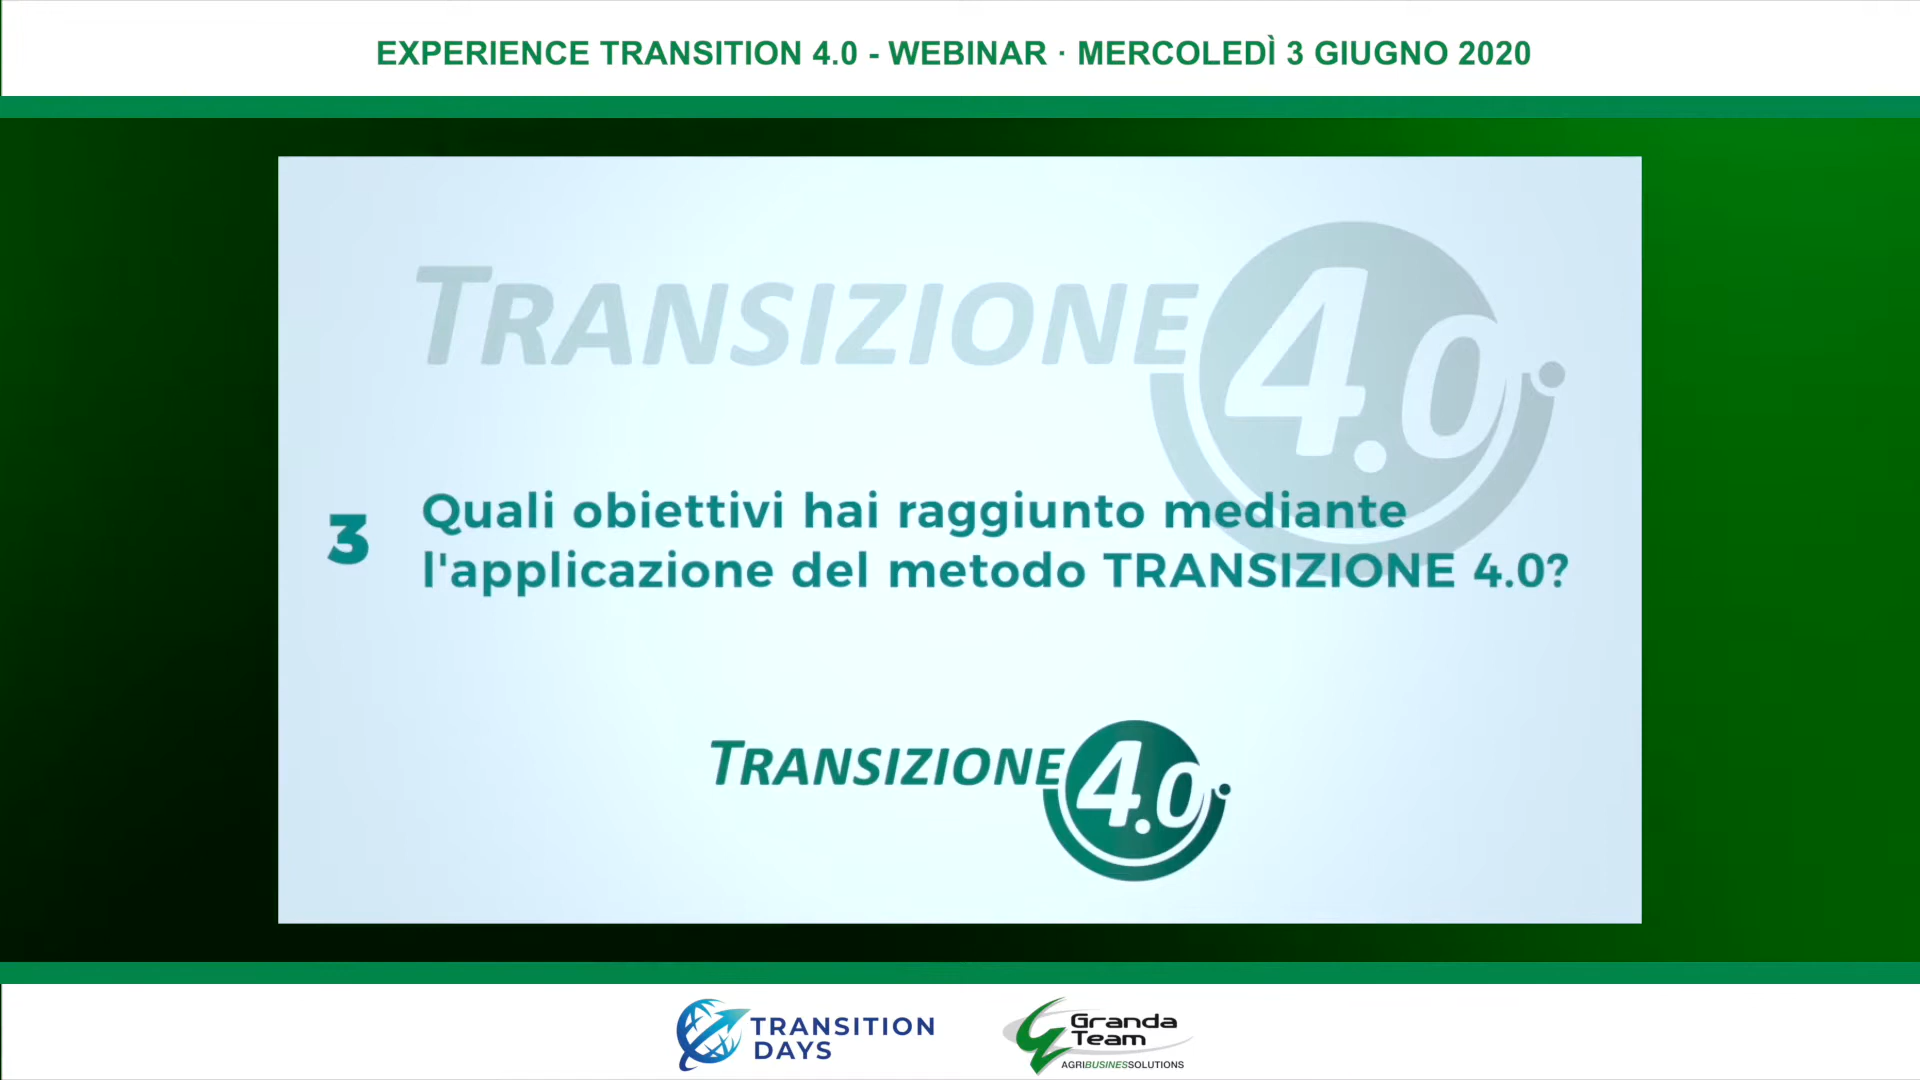 EXPERIENCE TRANSITION 4.0 - WEBINAR · MERCOLEDÌ 3 GIUGNO 2020
TRANSIZIONE 4.0
3 Quali obiettivi hai raggiunto mediante
l'applicazione del metodo TRANSIZIONE 4.0?
TRANSIZIONE 4.0
TRANSITION
DAYS
Granda
Team
AGRIBUSINESSOLUTIONS